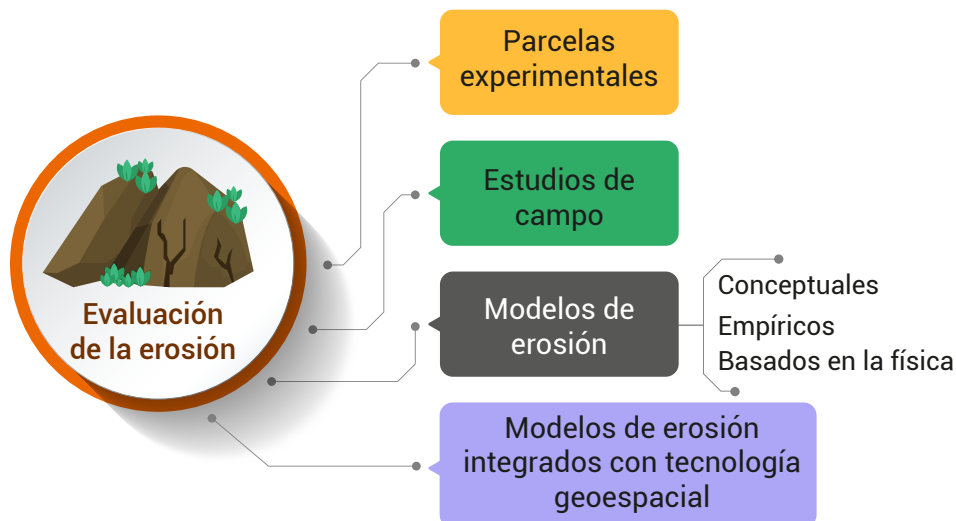 Parcelas
experimentales
Estudios de
campo
Evaluación
de la erosión
Modelos de
erosión
Conceptuales
Empíricos
Basados en la física
Modelos de erosión
integrados con tecnología
geoespacial